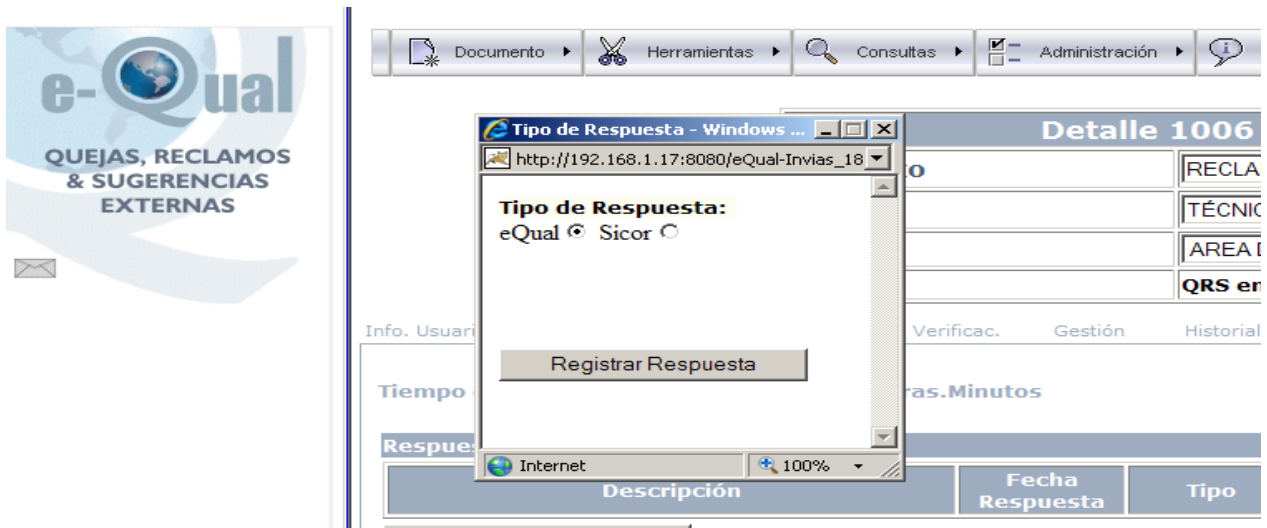 e-Qual
QUEJAS, RECLAMOS
& SUGERENCIAS
EXTERNAS
Documento Herramientas Consultas Administración
Detalle 1006
Tipo de Respuesta - Windows ...
http://192.168.1.17:8080/eQual-Invias_18
Tipo de Respuesta:
eQual Sicor
Registrar Respuesta
Internet 100%
RECLA
TÉCNIC
AREA
QRS en
Info. Usuari Verific. Gestión Historial
Tiempo ras.Minutos
Respues
Descripción Fecha Respuesta Tipo